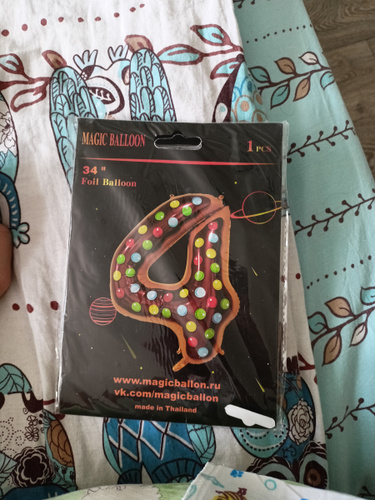 MAGIC BALLOON
1 PCS
34"
Foil Balloon
www.magicballon.ru
vk.com/magicballon
made in Thailand